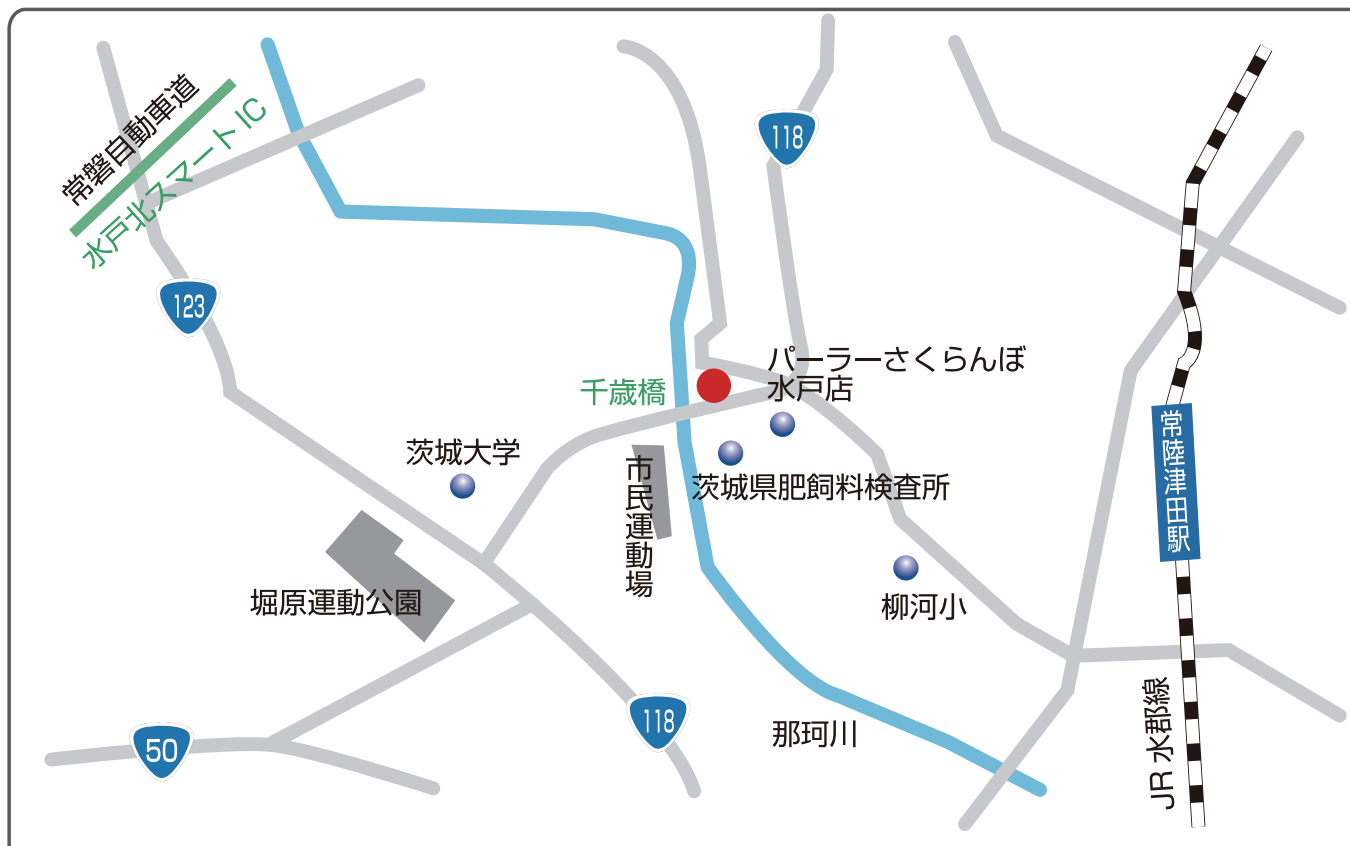 常磐自動車道
水戸北スマートIC
118
123
パーラーさくらんぼ
水戸店
千歳橋
茨城大学
常陸津田駅
市民運動場
茨城県肥飼料検査所
堀原運動公園
柳河小
118
那珂川
50
JR水郡線